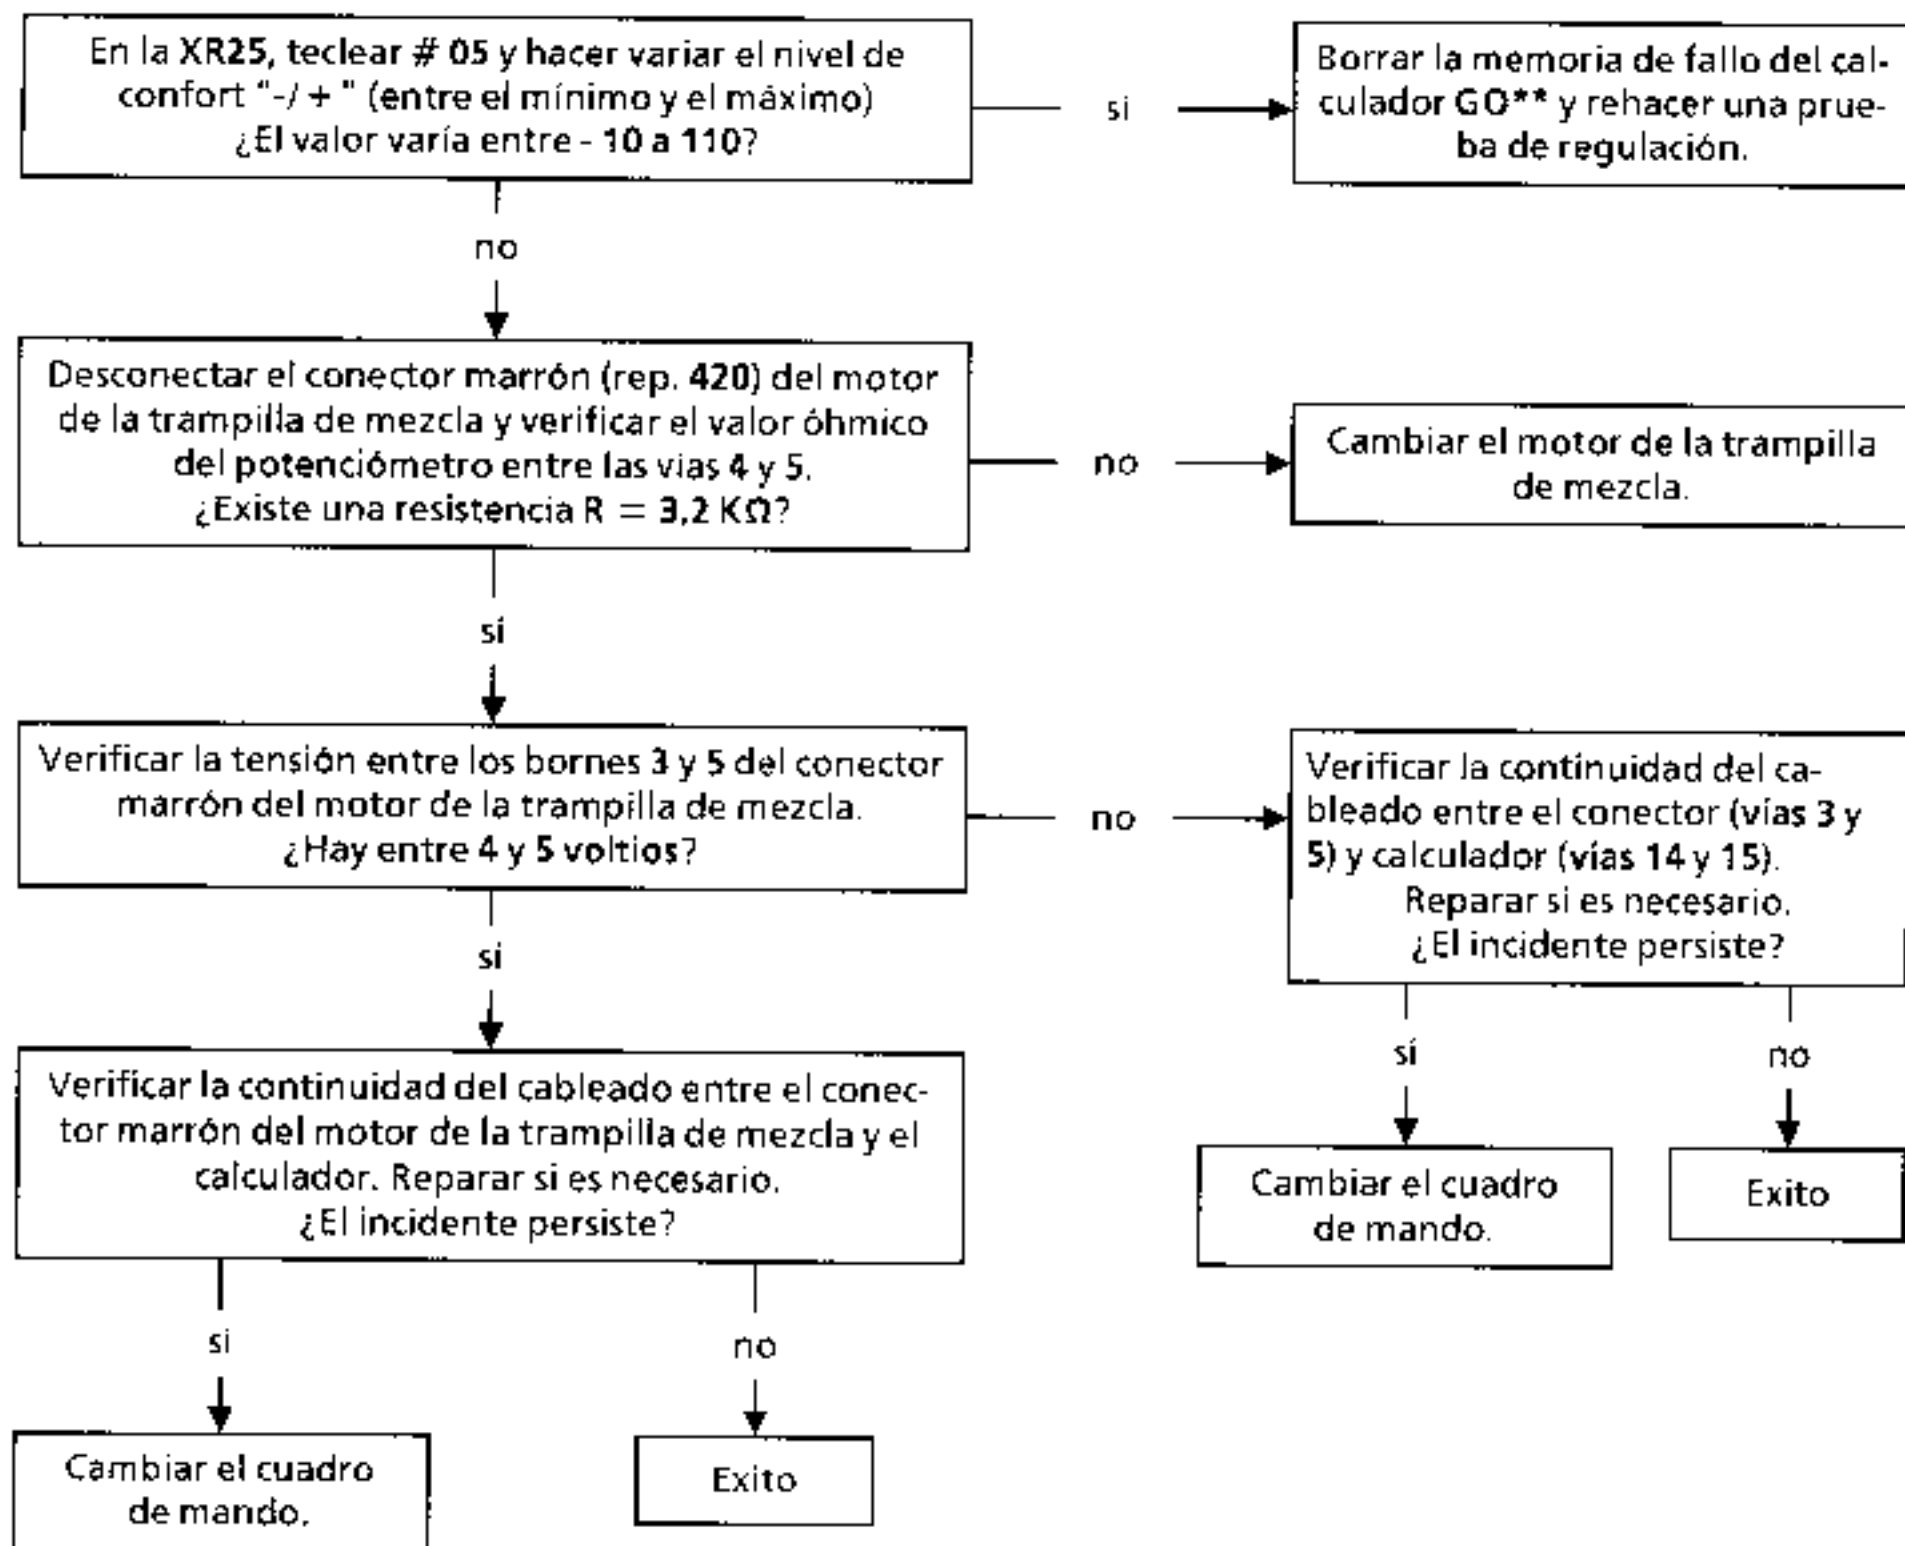 En la XR25, teclear # 05 y hacer variar el nivel de
confort "-/ + " (entre el mínimo y el máximo)
¿El valor varía entre - 10 a 110?
si
Borrar la memoria de fallo del cal-
culador GO** y rehacer una prue-
ba de regulación.
no
Desconectar el conector marrón (rep. 420) del motor
de la trampilla de mezcla y verificar el valor óhmico
del potenciómetro entre las vias 4 y 5.
¿Existe una resistencia R = 3,2 KΩ?
no
Cambiar el motor de la trampilla
de mezcla.
sí
Verificar la tensión entre los bornes 3 y 5 del conector
marrón del motor de la trampilla de mezcla.
¿Hay entre 4 y 5 voltios?
no
Verificar la continuidad del ca-
bleado entre el conector (vías 3 y
5) y calculador (vías 14 y 15).
Reparar si es necesario.
¿El incidente persiste?
si
sí
no
Verificar la continuidad del cableado entre el conec-
tor marrón del motor de la trampilla de mezcla y el
calculador. Reparar si es necesario.
¿El incidente persiste?
Cambiar el cuadro
de mando.
Exito
si
no
Cambiar el cuadro
de mando.
Exito